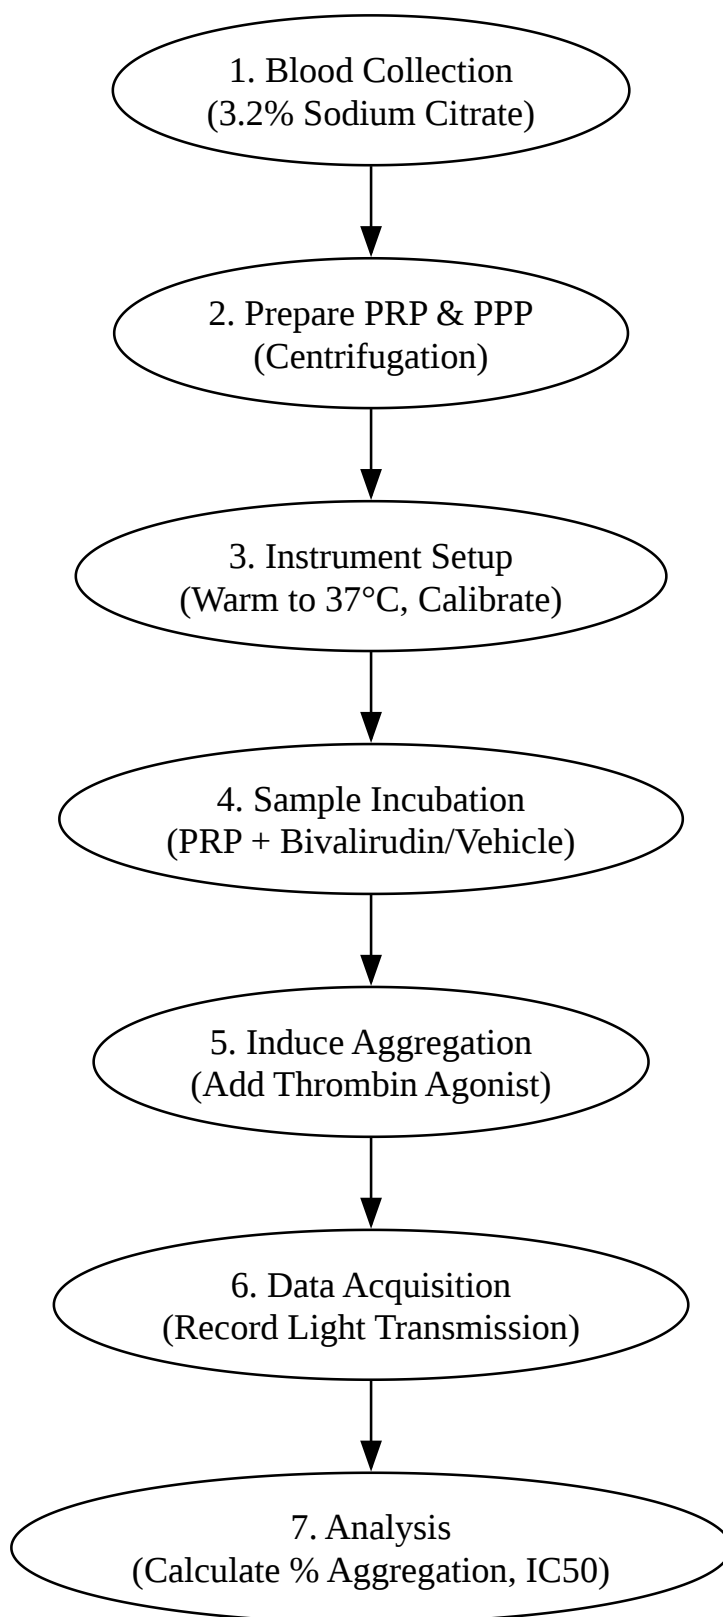 1. Blood Collection
(3.2% Sodium Citrate)
2. Prepare PRP & PPP
(Centrifugation)
3. Instrument Setup
(Warm to 37°C, Calibrate)
4. Sample Incubation
(PRP + Bivalirudin/Vehicle)
5. Induce Aggregation
(Add Thrombin Agonist)
6. Data Acquisition
(Record Light Transmission)
7. Analysis
(Calculate % Aggregation, IC50)